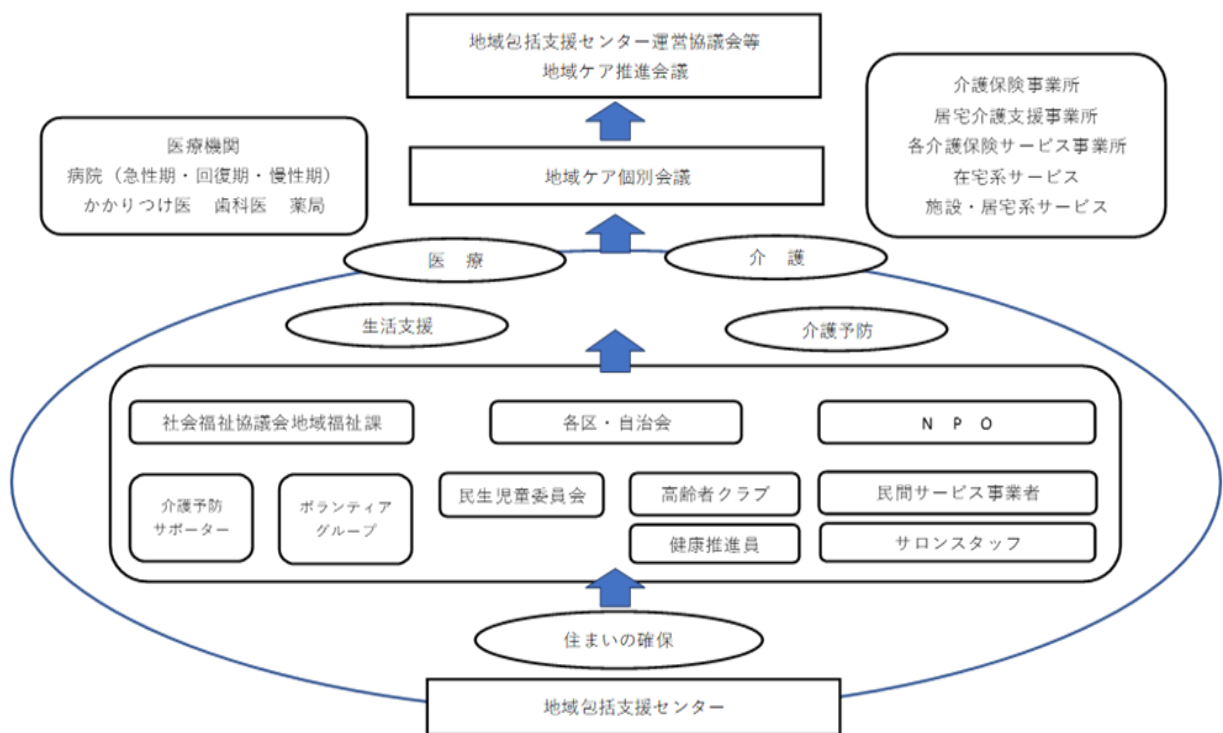 地域包括支援センター運営協議会等
地域ケア推進会議
介護保険事業所
居宅介護支援事業所
各介護保険サービス事業所
在宅系サービス
施設・居宅系サービス
医療機関
病院（急性期・回復期・慢性期）
かかりつけ医　歯科医　薬局
地域ケア個別会議
医　療
介　護
生活支援
介護予防
社会福祉協議会地域福祉課
各区・自治会
Ｎ　Ｐ　Ｏ
介護予防
サポーター
ボランティア
グループ
民生児童委員会
高齢者クラブ
民間サービス事業者
健康推進員
サロンスタッフ
住まいの確保
地域包括支援センター